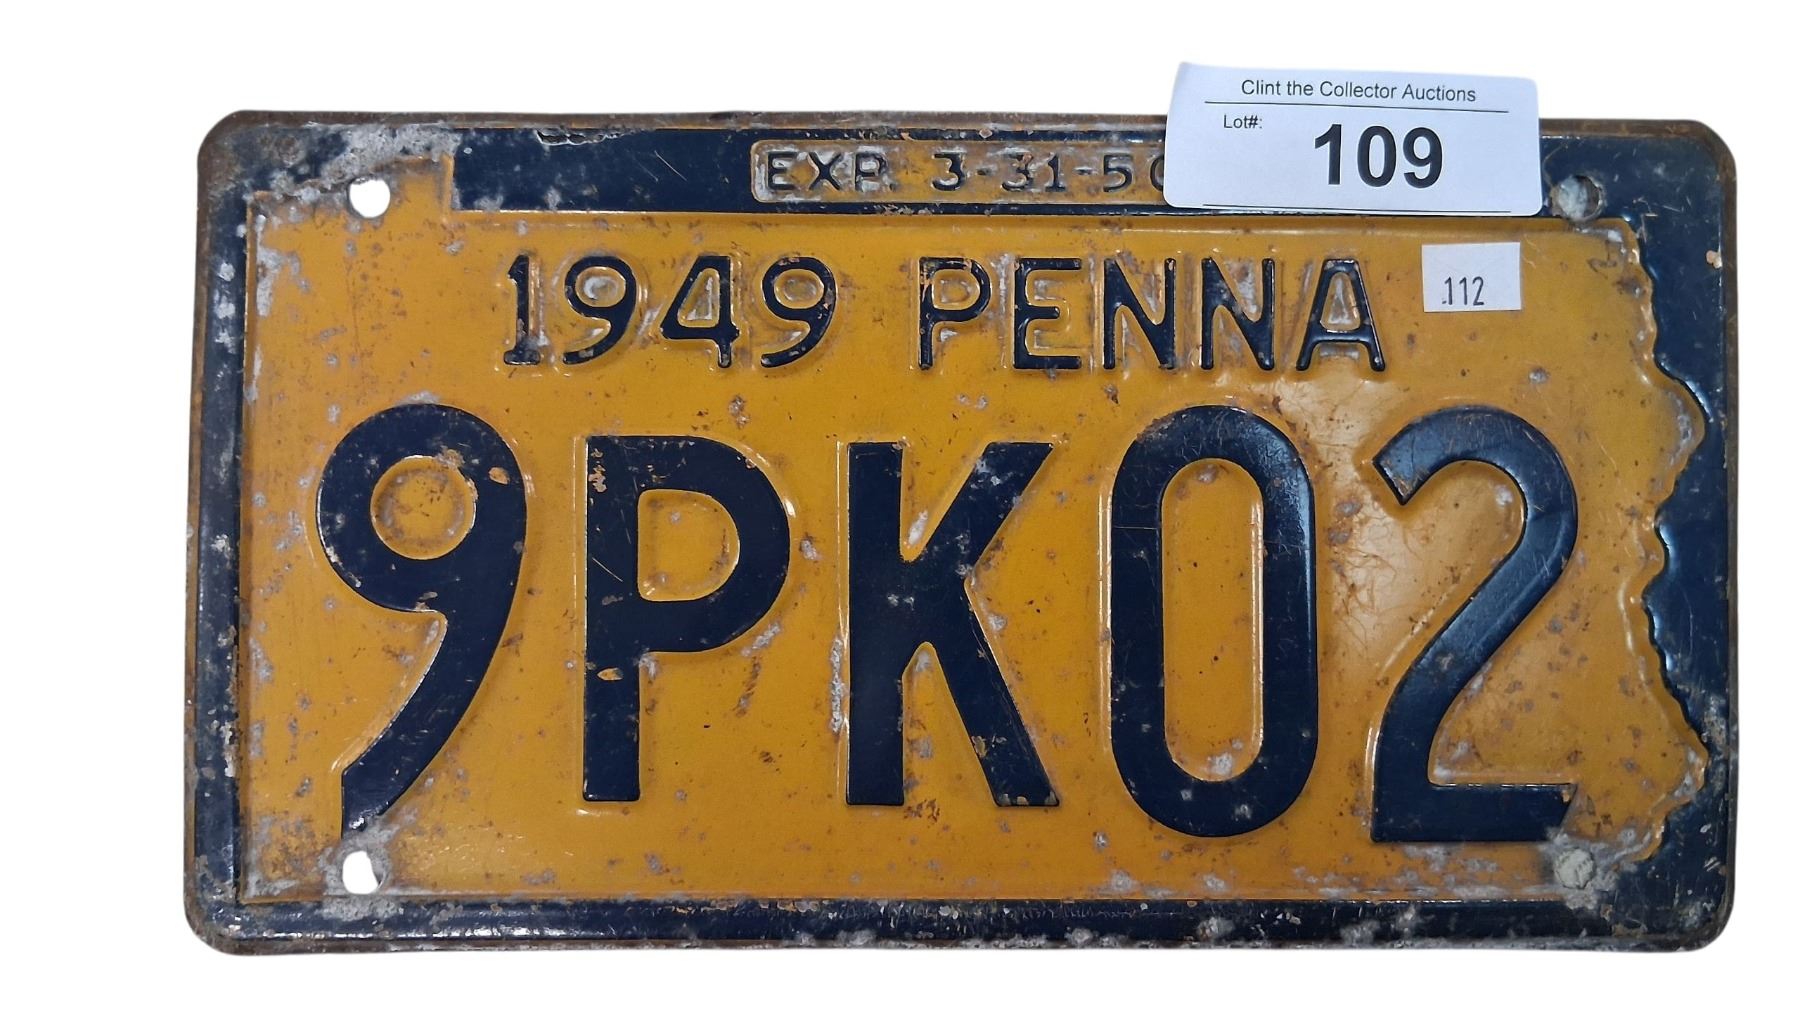 Clint the Collector Auctions
Lot#:
109
EXP. 3-31-50
1949 PENNA
112
9PK02